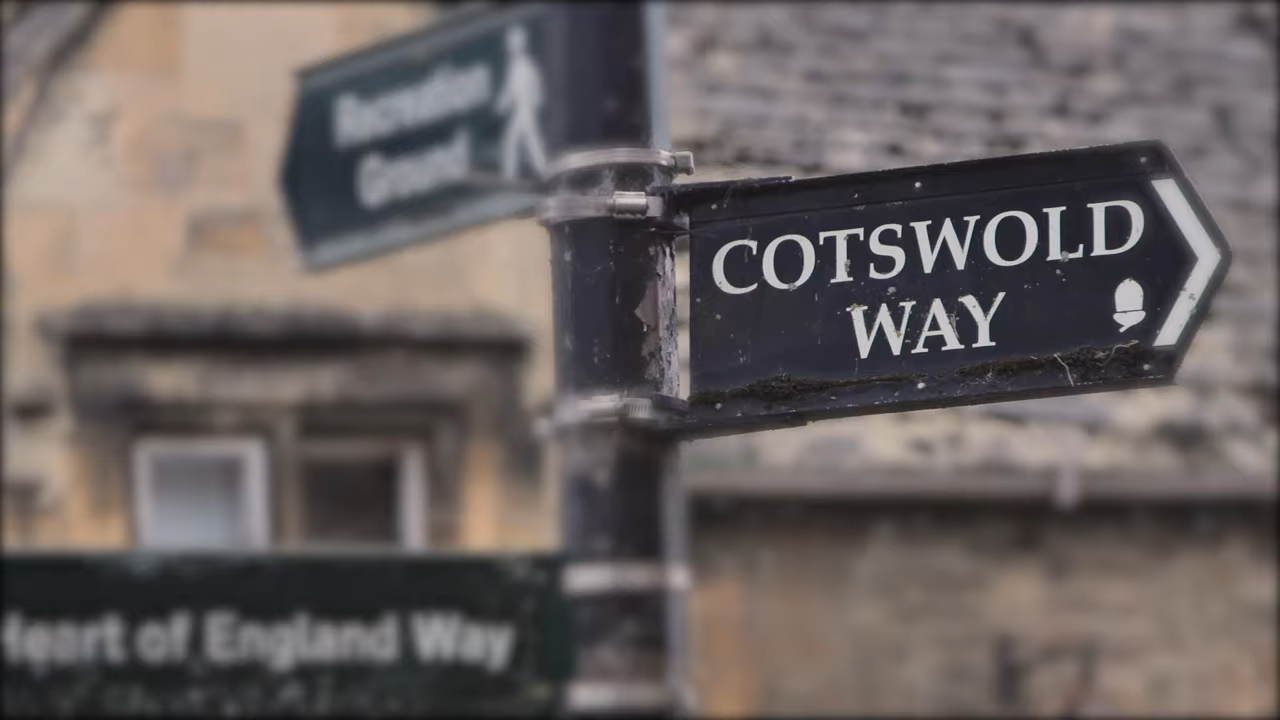 Recreation
Ground
COTSWOLD
WAY
Heart of England Way